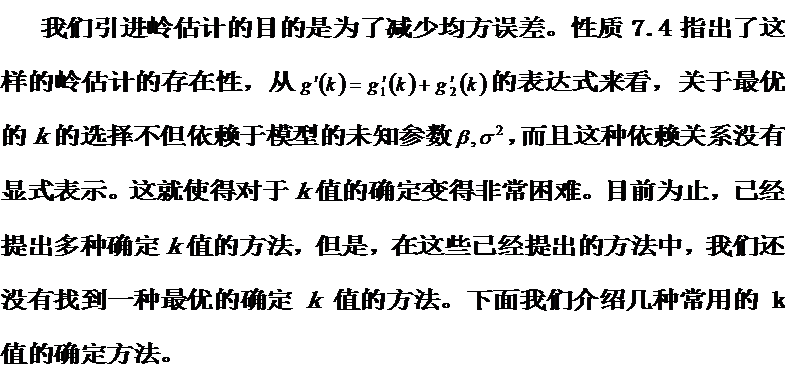 我们引进岭估计的目的是为了减少均方误差。性质 7.4 指出了这
样的岭估计的存在性，从 g′(k) = g₁′(k) + g₂′(k) 的表达式来看，关于最优
的 k 的选择不但依赖于模型的未知参数 β, σ²，而且这种依赖关系没有
显式表示。这就使得对于 k 值的确定变得非常困难。目前为止，已经
提出多种确定 k 值的方法，但是，在这些已经提出的方法中，我们还
没有找到一种最优的确定 k 值的方法。下面我们介绍几种常用的 k
值的确定方法。